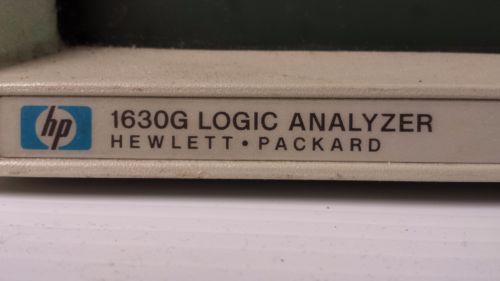 hp
1630G LOGIC ANALYZER
HEWLETT • PACKARD